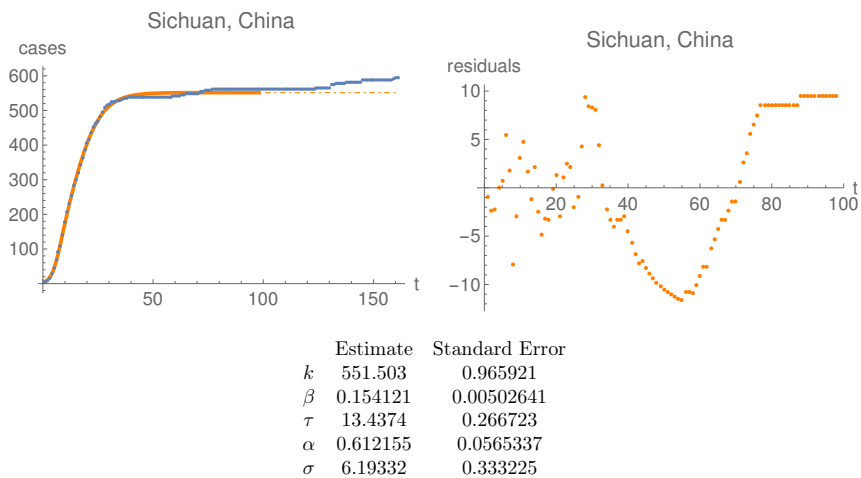 Sichuan, China
cases
600
500
400
300
200
100
50
100
150
t
Sichuan, China
residuals
10
5
−5
−10
20
40
60
80
100
t
Estimate Standard Error
k 551.503 0.965921
β 0.154121 0.00502641
τ 13.4374 0.266723
α 0.612155 0.0565337
σ 6.19332 0.333225